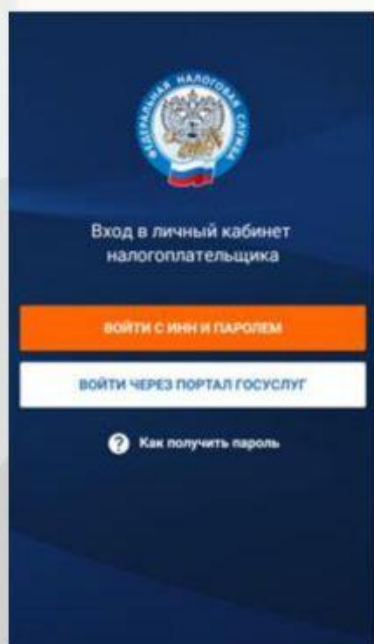 ФЕДЕРАЛЬНАЯ НАЛОГОВАЯ СЛУЖБА
Вход в личный кабинет
налогоплательщика
ВОЙТИ С ИНН И ПАРОЛЕМ
ВОЙТИ ЧЕРЕЗ ПОРТАЛ ГОСУСЛУГ
? Как получить пароль